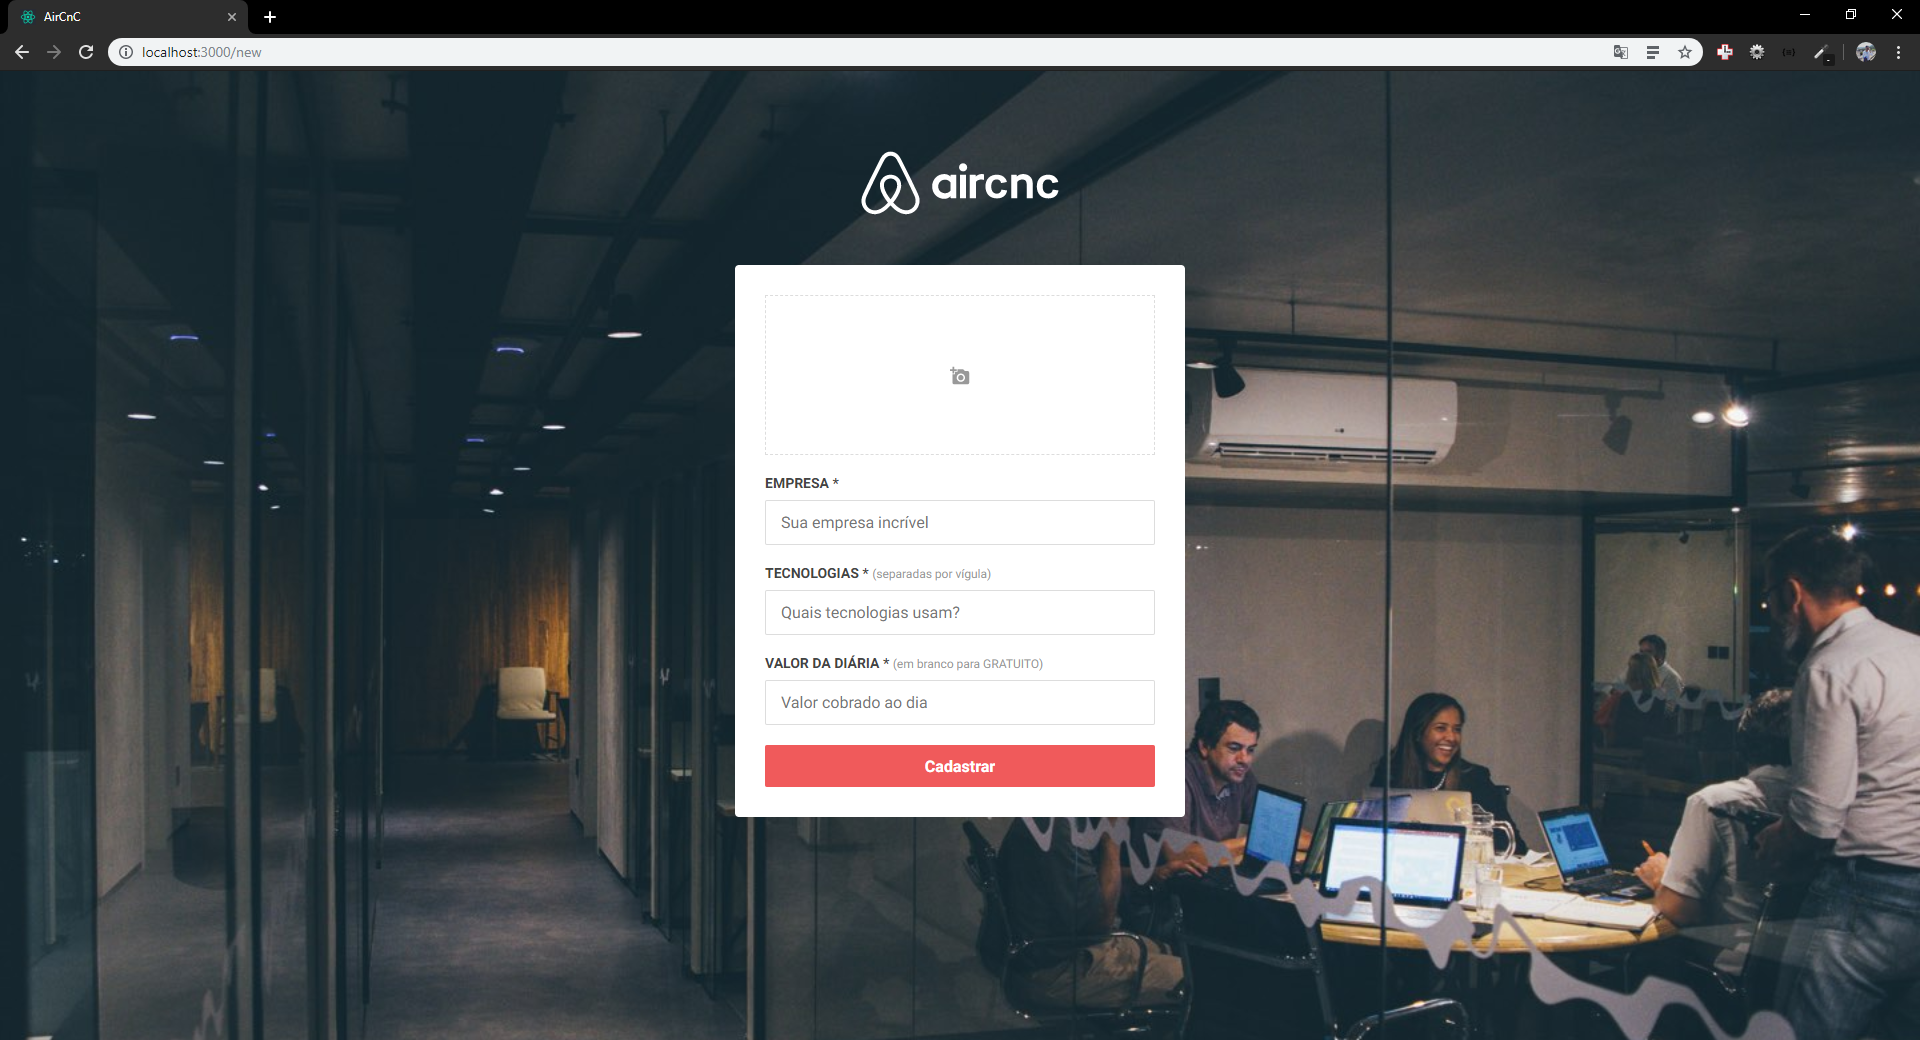 AirCnC
localhost:3000/new
aircnc
EMPRESA *
Sua empresa incrível
TECNOLOGIAS * (separadas por vígula)
Quais tecnologias usam?
VALOR DA DIÁRIA * (em branco para GRATUITO)
Valor cobrado ao dia
Cadastrar